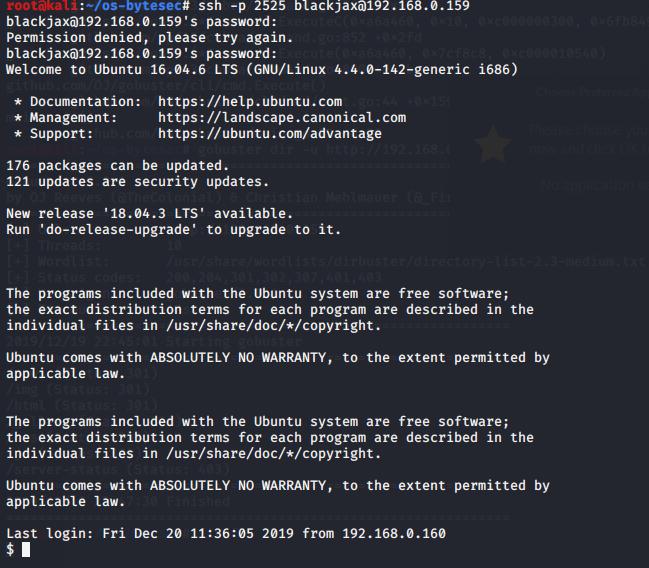 root@kali:~/os-bytesec# ssh -p 2525 blackjax@192.168.0.159
blackjax@192.168.0.159's password:
Permission denied, please try again.
blackjax@192.168.0.159's password:
Welcome to Ubuntu 16.04.6 LTS (GNU/Linux 4.4.0-142-generic i686)
 * Documentation:  https://help.ubuntu.com
 * Management:     https://landscape.canonical.com
 * Support:        https://ubuntu.com/advantage
176 packages can be updated.
121 updates are security updates.
New release '18.04.3 LTS' available.
Run 'do-release-upgrade' to upgrade to it.
The programs included with the Ubuntu system are free software;
the exact distribution terms for each program are described in the
individual files in /usr/share/doc/*/copyright.
Ubuntu comes with ABSOLUTELY NO WARRANTY, to the extent permitted by
applicable law.
The programs included with the Ubuntu system are free software;
the exact distribution terms for each program are described in the
individual files in /usr/share/doc/*/copyright.
Ubuntu comes with ABSOLUTELY NO WARRANTY, to the extent permitted by
applicable law.
Last login: Fri Dec 20 11:36:05 2019 from 192.168.0.160
$